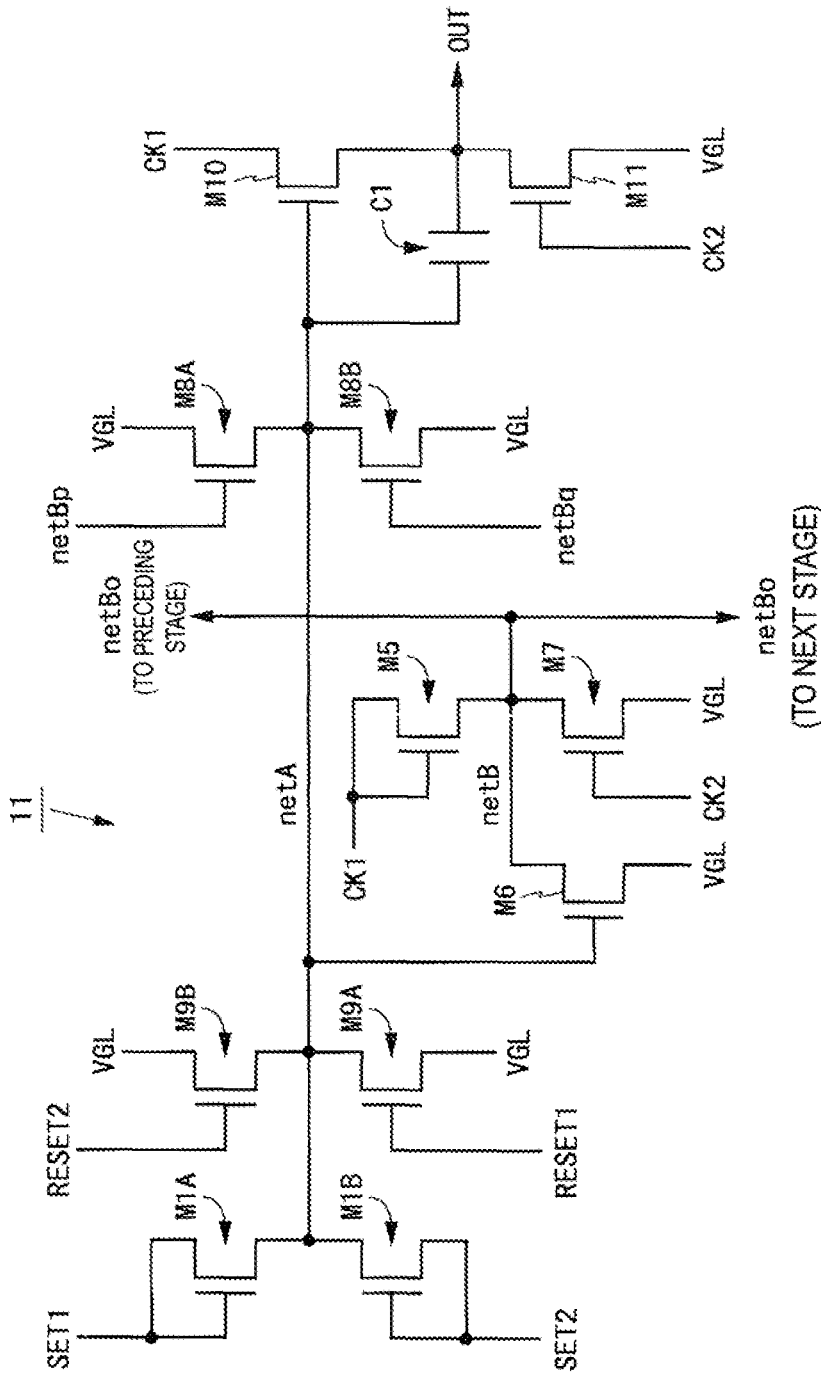 11
SET1
M1A
M1B
SET2
RESET2
VGL
M9B
M9A
VGL
RESET1
netA
CK1
M5
netB
M6
VGL
M7
CK2
VGL
netBo
(TO PRECEDING
STAGE)
netBo
(TO NEXT STAGE)
netBp
VGL
M8A
M8B
VGL
netBq
C1
CK1
M10
OUT
M11
CK2
VGL